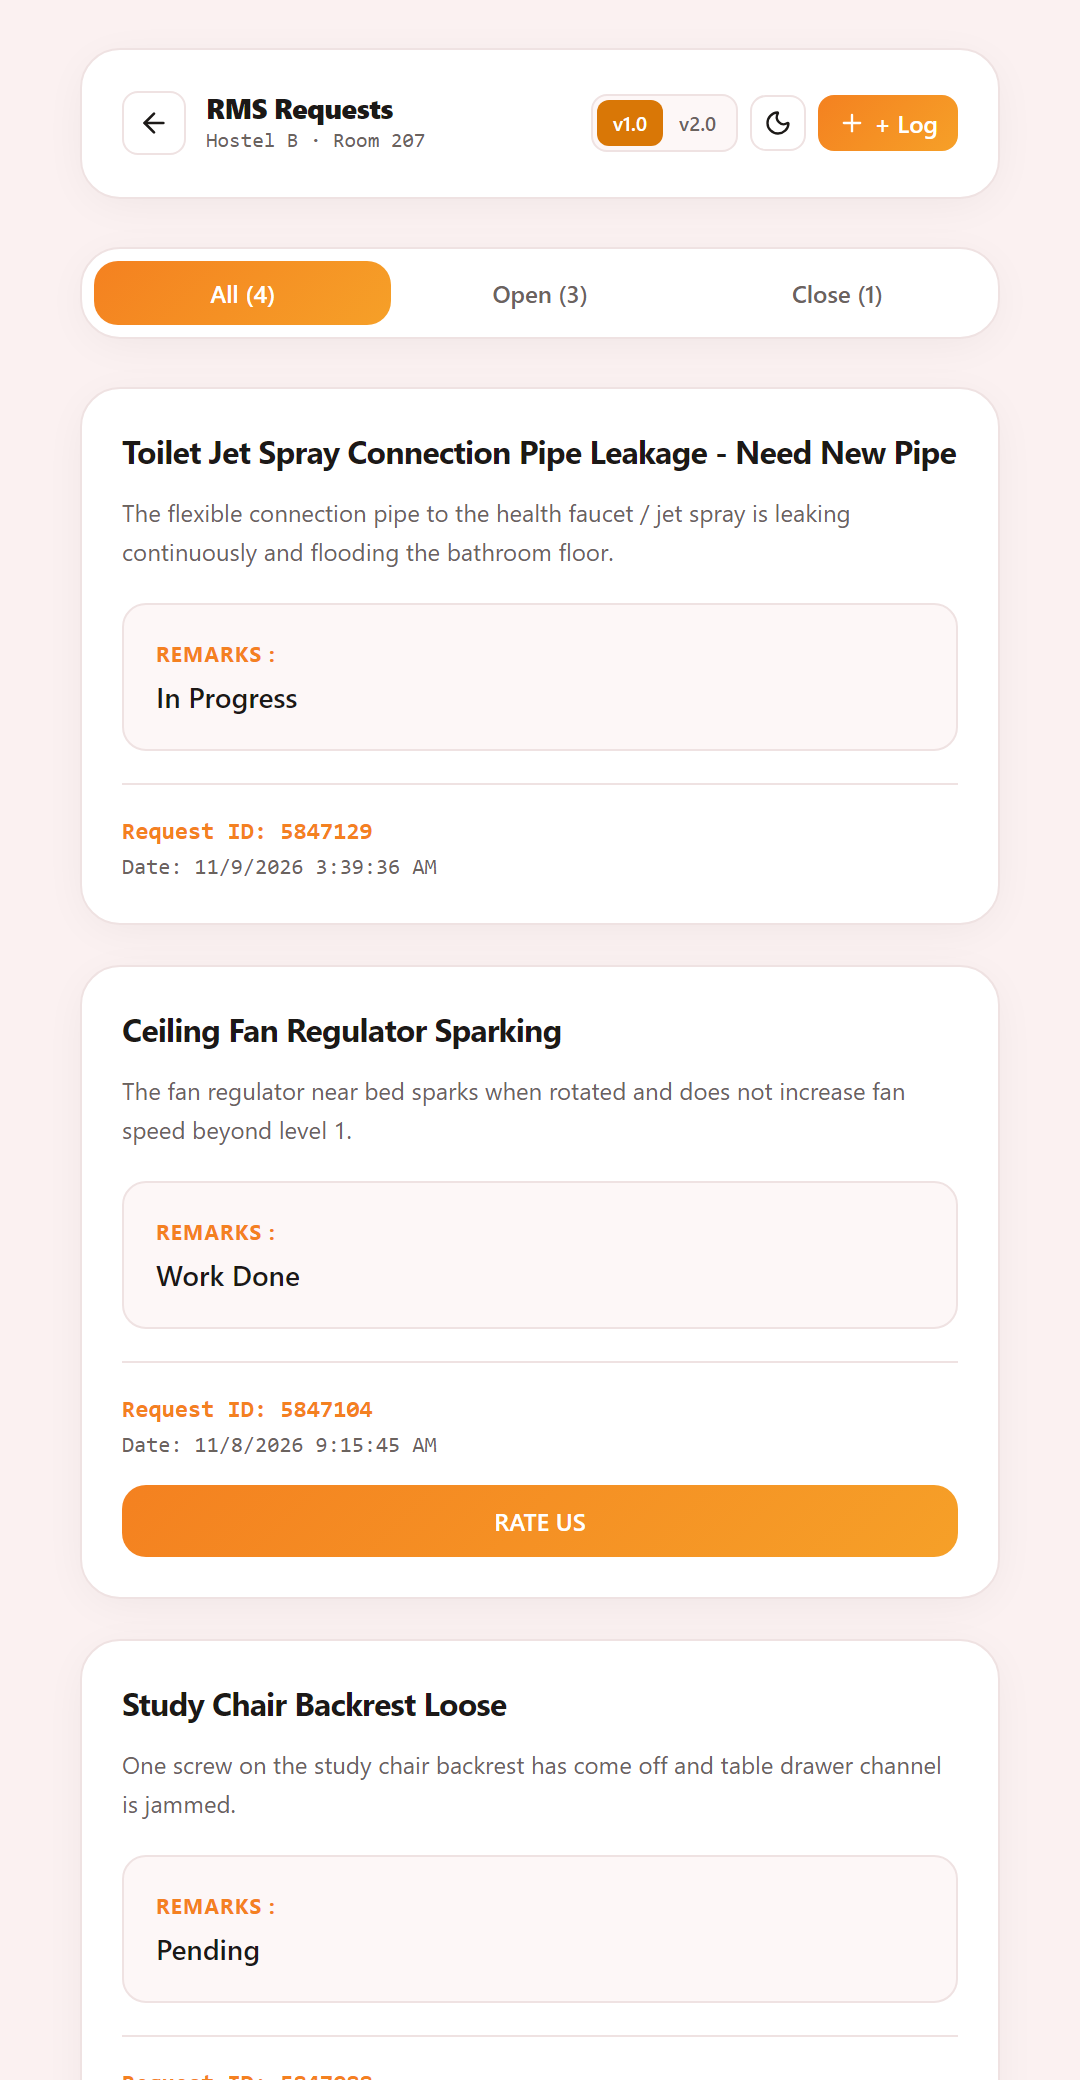 RMS Requests
Hostel B · Room 207
v1.0 v2.0
+ Log
All (4) Open (3) Close (1)
Toilet Jet Spray Connection Pipe Leakage - Need New Pipe
The flexible connection pipe to the health faucet / jet spray is leaking
continuously and flooding the bathroom floor.
REMARKS :
In Progress
Request ID: 5847129
Date: 11/9/2026 3:39:36 AM
Ceiling Fan Regulator Sparking
The fan regulator near bed sparks when rotated and does not increase fan
speed beyond level 1.
REMARKS :
Work Done
Request ID: 5847104
Date: 11/8/2026 9:15:45 AM
RATE US
Study Chair Backrest Loose
One screw on the study chair backrest has come off and table drawer channel
is jammed.
REMARKS :
Pending
Request ID: